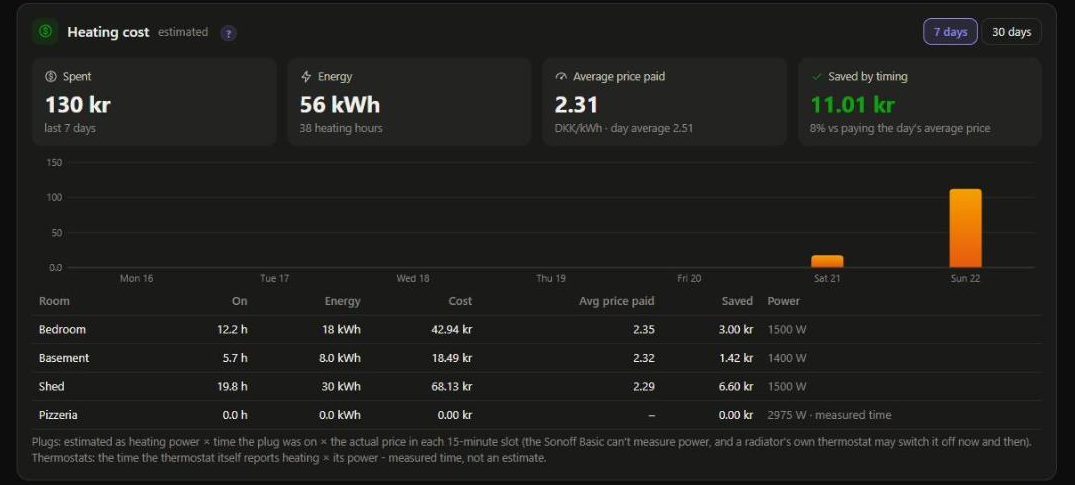 Heating cost estimated ? 7 days 30 days
Spent Energy Average price paid Saved by timing
130 kr 56 kWh 2.31 11.01 kr
last 7 days 38 heating hours DKK/kWh · day average 2.51 8% vs paying the day's average price
150
100
50
0.0
Mon 16 Tue 17 Wed 18 Thu 19 Fri 20 Sat 21 Sun 22
Room On Energy Cost Avg price paid Saved Power
Bedroom 12.2 h 18 kWh 42.94 kr 2.35 3.00 kr 1500 W
Basement 5.7 h 8.0 kWh 18.49 kr 2.32 1.42 kr 1400 W
Shed 19.8 h 30 kWh 68.13 kr 2.29 6.60 kr 1500 W
Pizzeria 0.0 h 0.0 kWh 0.00 kr – 0.00 kr 2975 W · measured time
Plugs: estimated as heating power × time the plug was on × the actual price in each 15-minute slot (the Sonoff Basic can't measure power, and a radiator's own thermostat may switch it off now and then).
Thermostats: the time the thermostat itself reports heating × its power - measured time, not an estimate.